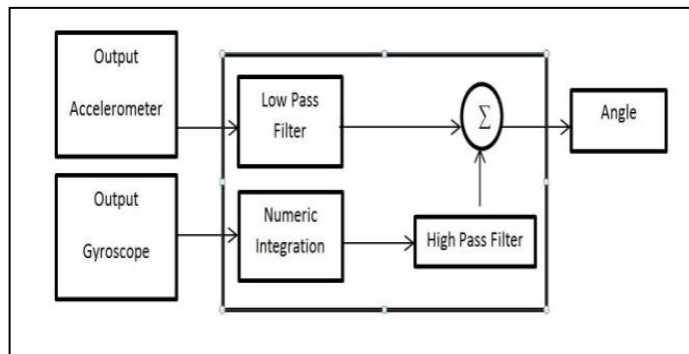 Output
Accelerometer
Low Pass
Filter
Σ
Angle
Output
Gyroscope
Numeric
Integration
High Pass Filter